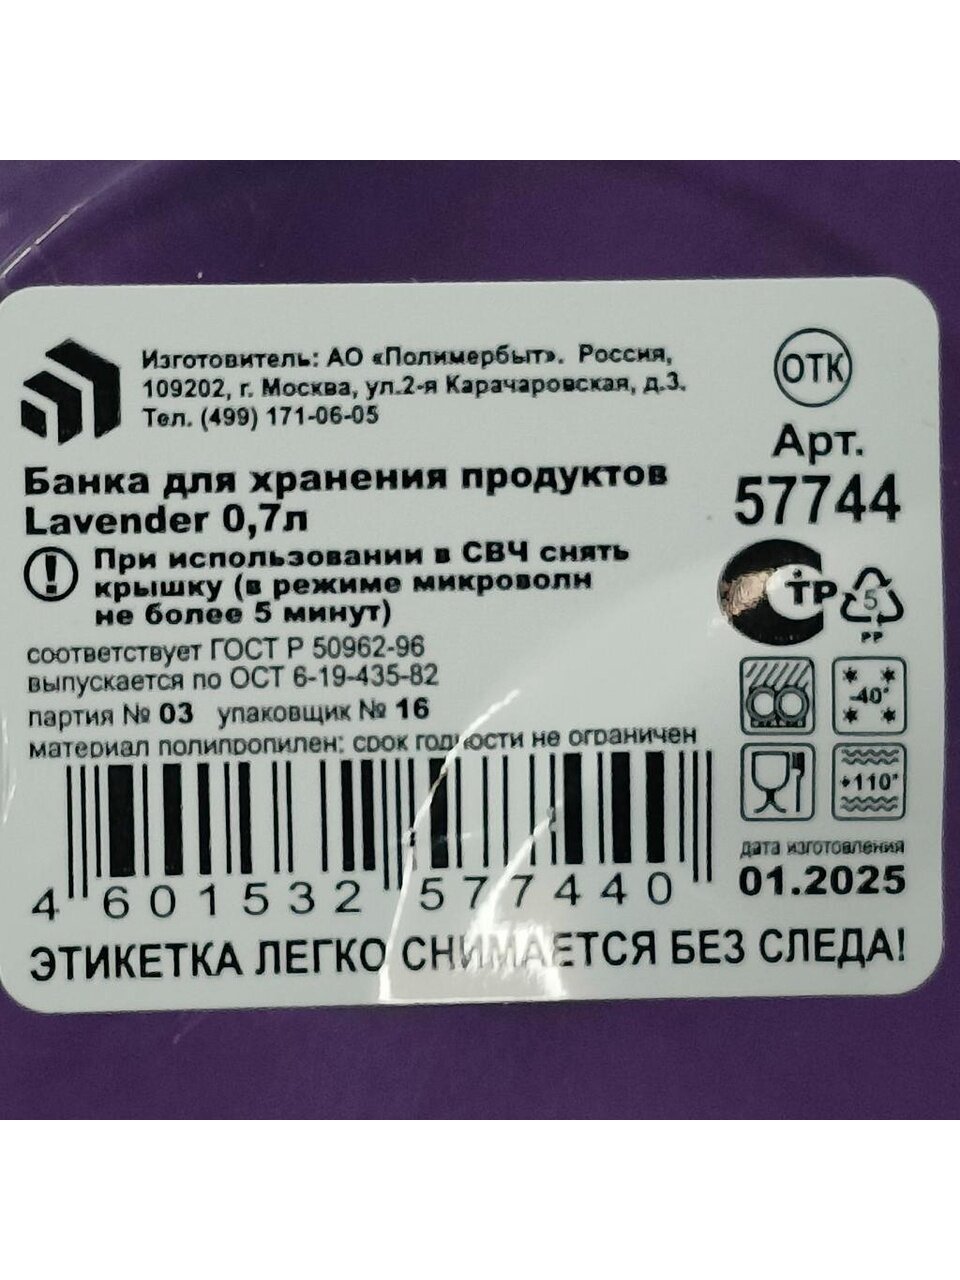 Изготовитель: АО «Полимербыт». Россия,
109202, г. Москва, ул.2-я Карачаровская, д.3.
Тел. (499) 171-06-05
ОТК
Арт.
57744
Банка для хранения продуктов
Lavender 0,7л
При использовании в СВЧ снять
крышку (в режиме микроволн
не более 5 минут)
ТР
5
PP
соответствует ГОСТ Р 50962-96
выпускается по ОСТ 6-19-435-82
партия № 03 упаковщик № 16
материал полипропилен: срок годности не ограничен
-40°
+110°
дата изготовления
01.2025
4 601532 577440
ЭТИКЕТКА ЛЕГКО СНИМАЕТСЯ БЕЗ СЛЕДА!